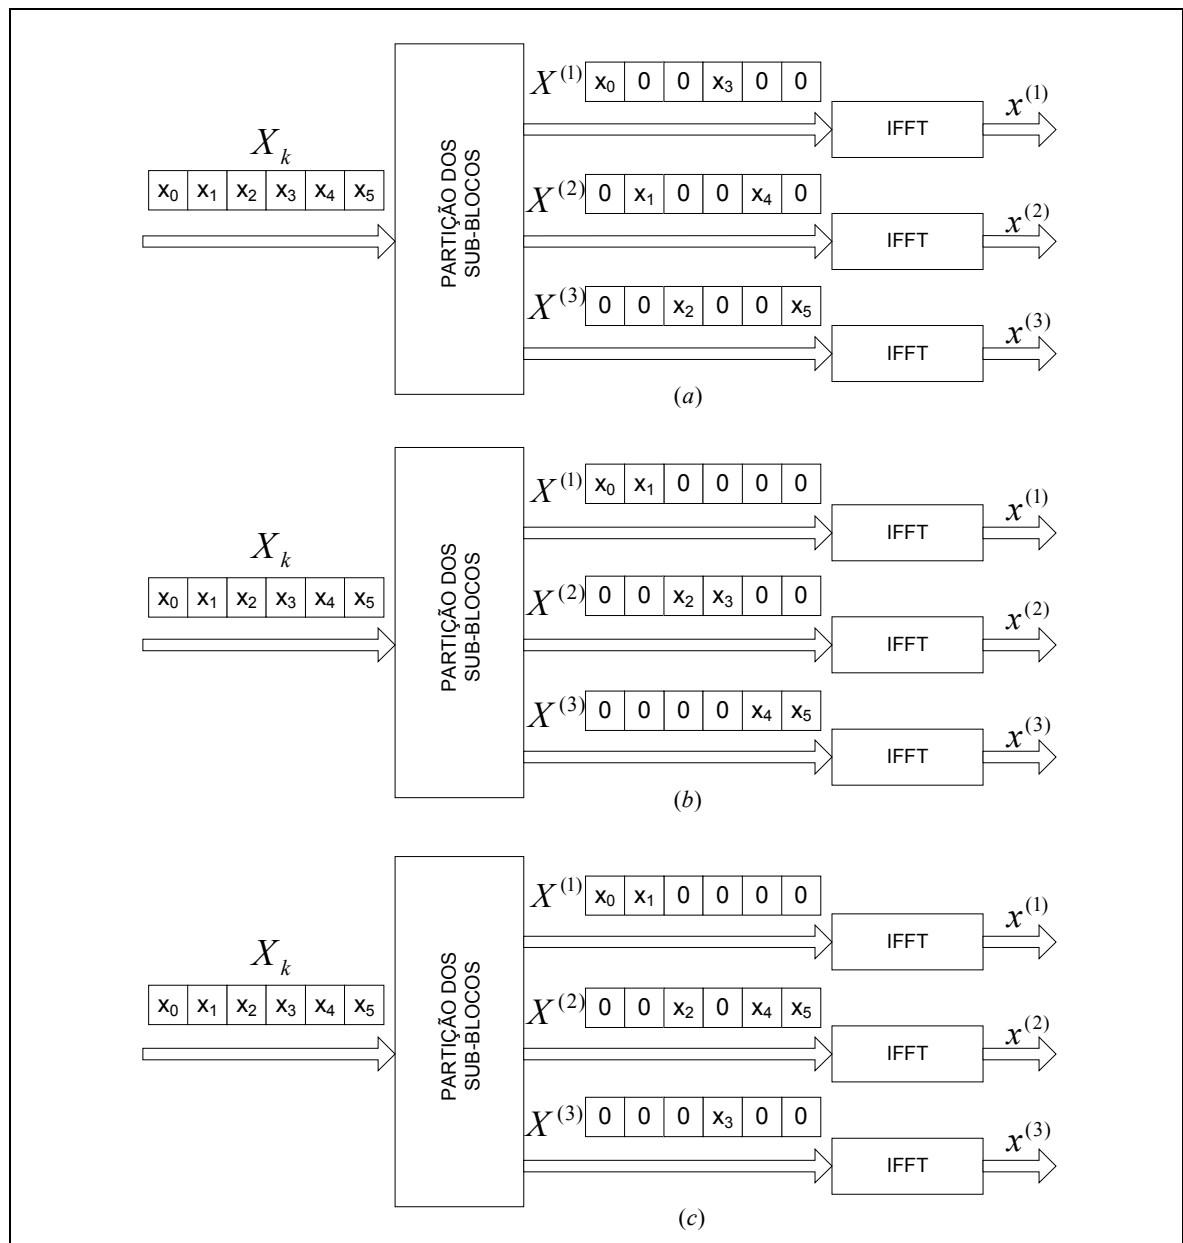 X^(1) x₀ 0 0 x₃ 0 0
IFFT x^(1)
X_k
x₀ x₁ x₂ x₃ x₄ x₅
PARTIÇÃO DOS
SUB-BLOCOS
X^(2) 0 x₁ 0 0 x₄ 0
IFFT x^(2)
X^(3) 0 0 x₂ 0 0 x₅
IFFT x^(3)
(a)
X^(1) x₀ x₁ 0 0 0 0
IFFT x^(1)
X_k
x₀ x₁ x₂ x₃ x₄ x₅
PARTIÇÃO DOS
SUB-BLOCOS
X^(2) 0 0 x₂ x₃ 0 0
IFFT x^(2)
X^(3) 0 0 0 0 x₄ x₅
IFFT x^(3)
(b)
X^(1) x₀ x₁ 0 0 0 0
IFFT x^(1)
X_k
x₀ x₁ x₂ x₃ x₄ x₅
PARTIÇÃO DOS
SUB-BLOCOS
X^(2) 0 0 x₂ 0 x₄ x₅
IFFT x^(2)
X^(3) 0 0 0 x₃ 0 0
IFFT x^(3)
(c)